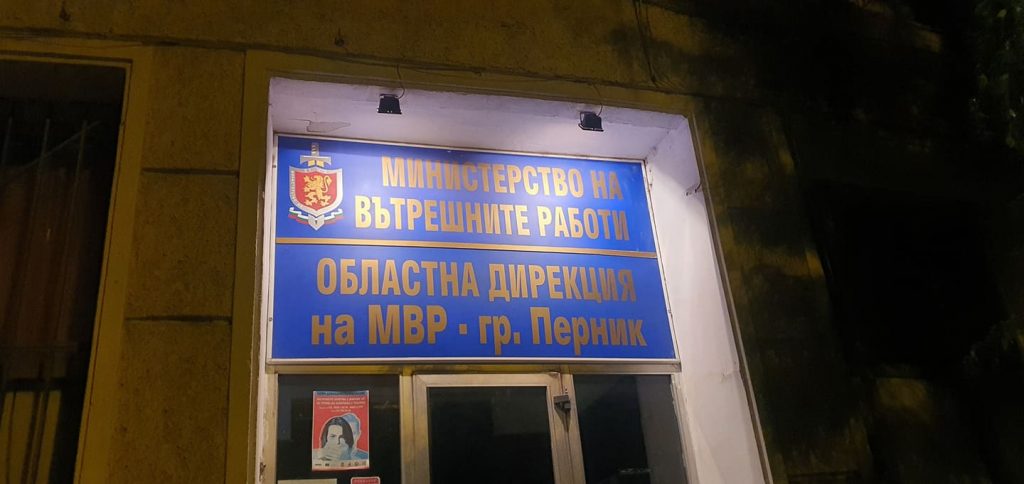 МИНИСТЕРСТВО НА
ВЪТРЕШНИТЕ РАБОТИ
ОБЛАСТНА ДИРЕКЦИЯ
на МВР · гр. Перник